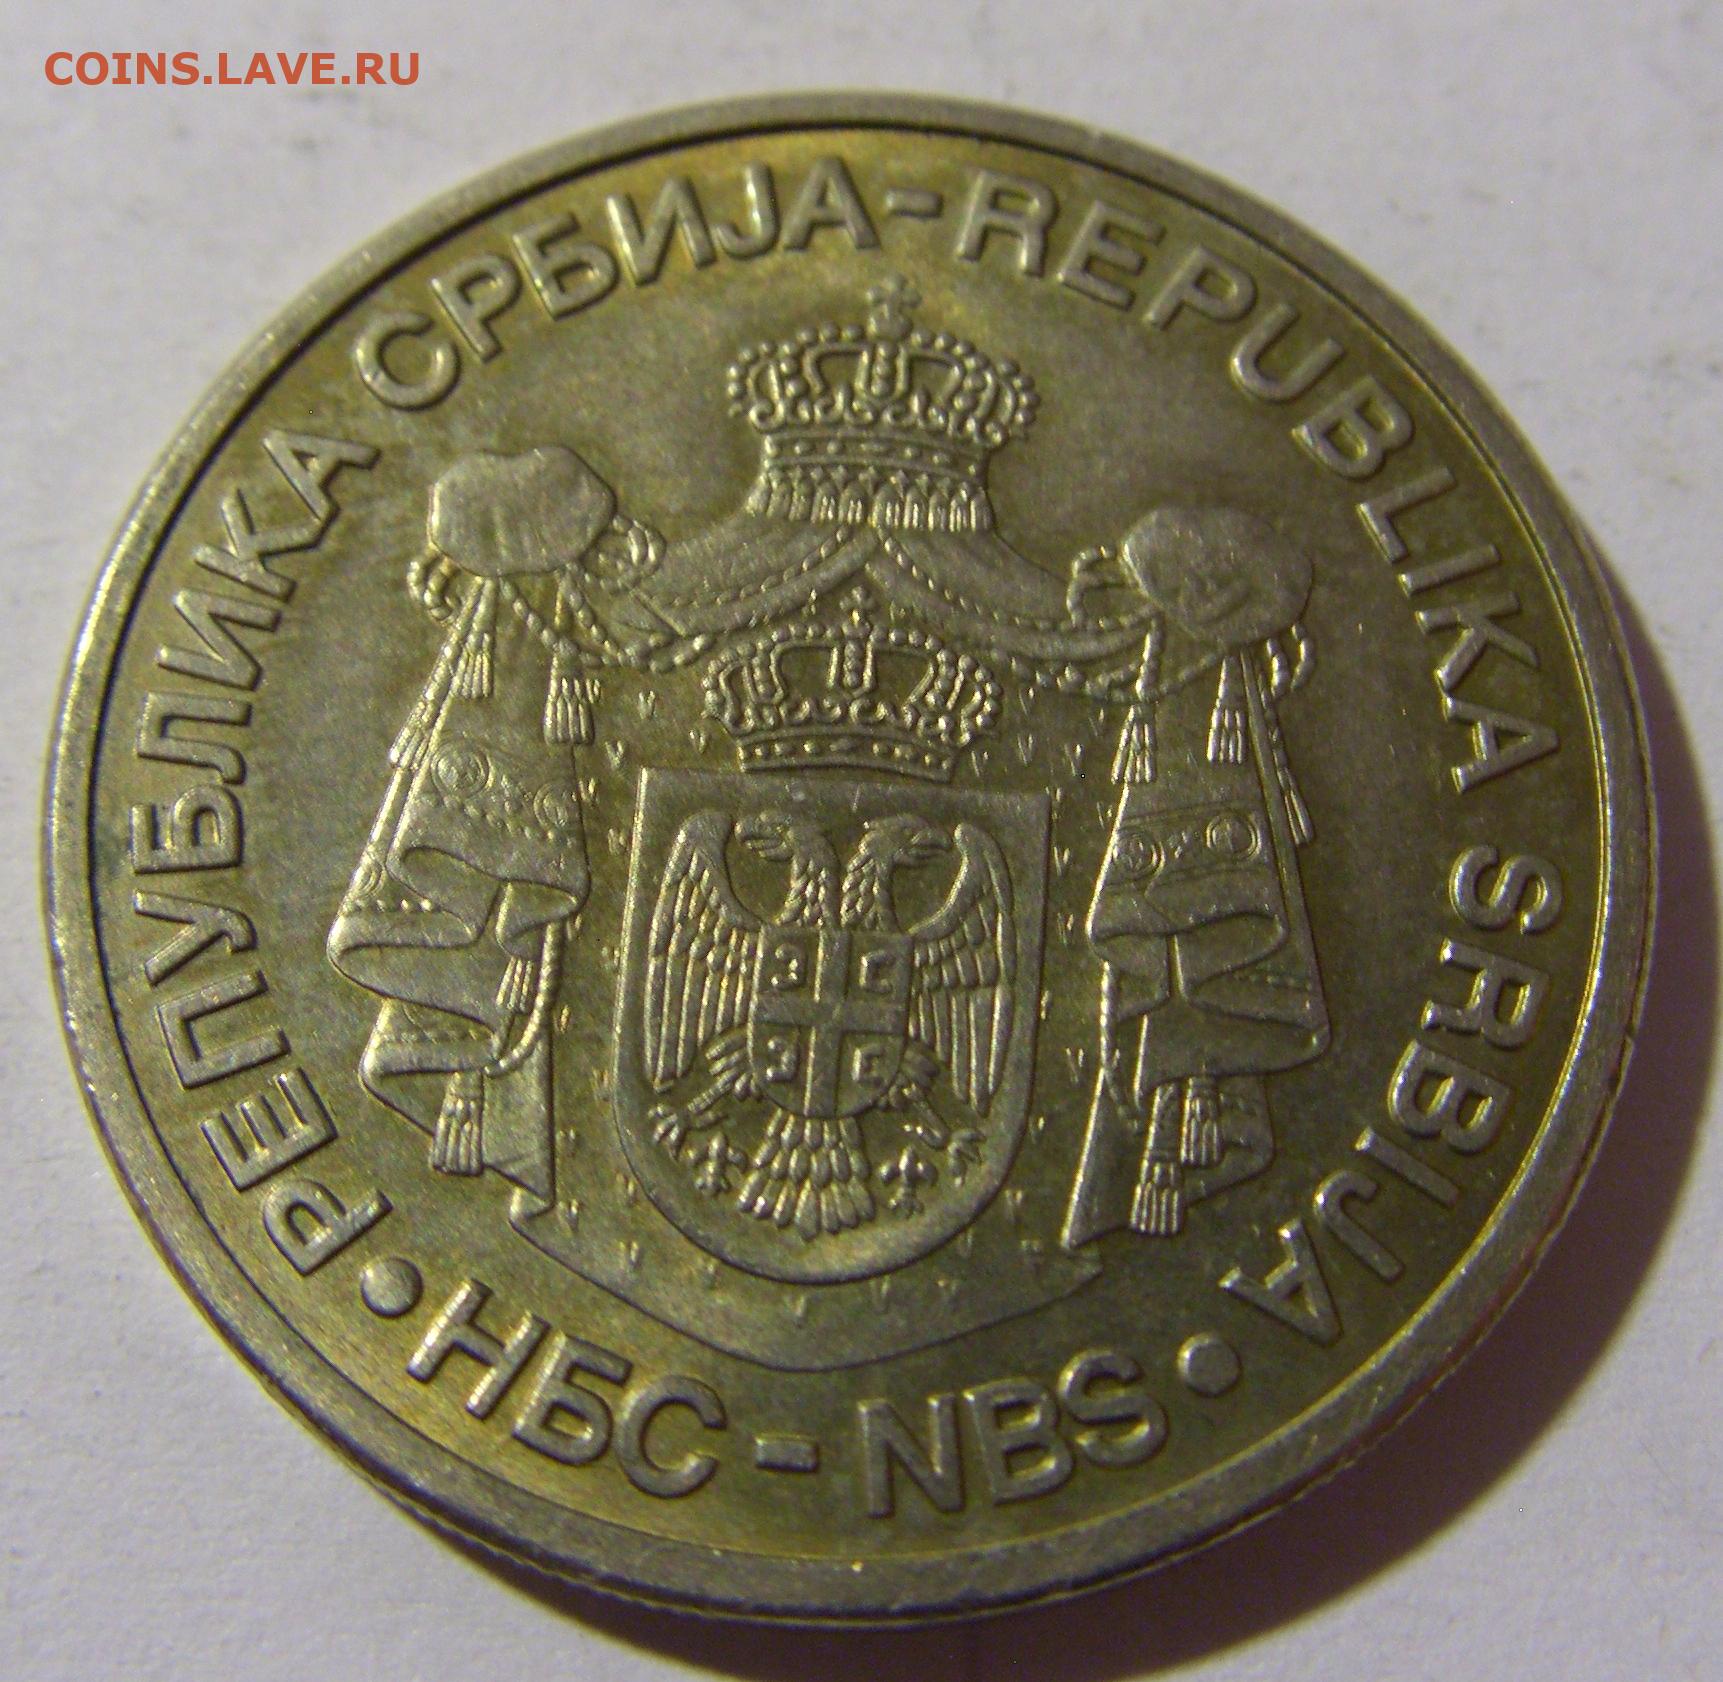 COINS.LAVE.RU
РЕПУБЛИКА СРБИЈА-REPUBLIKA SRBIJA
•НБС-NBS•